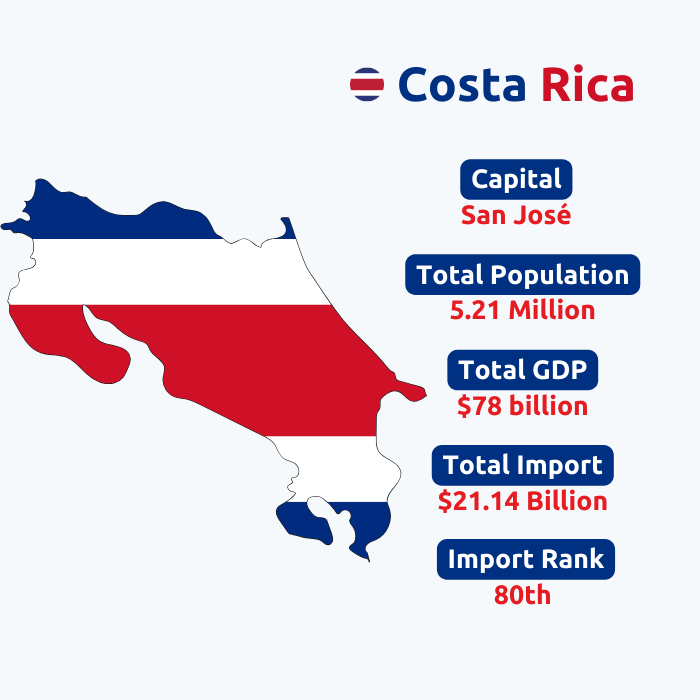 Costa Rica
Capital
San José
Total Population
5.21 Million
Total GDP
$78 billion
Total Import
$21.14 Billion
Import Rank
80th